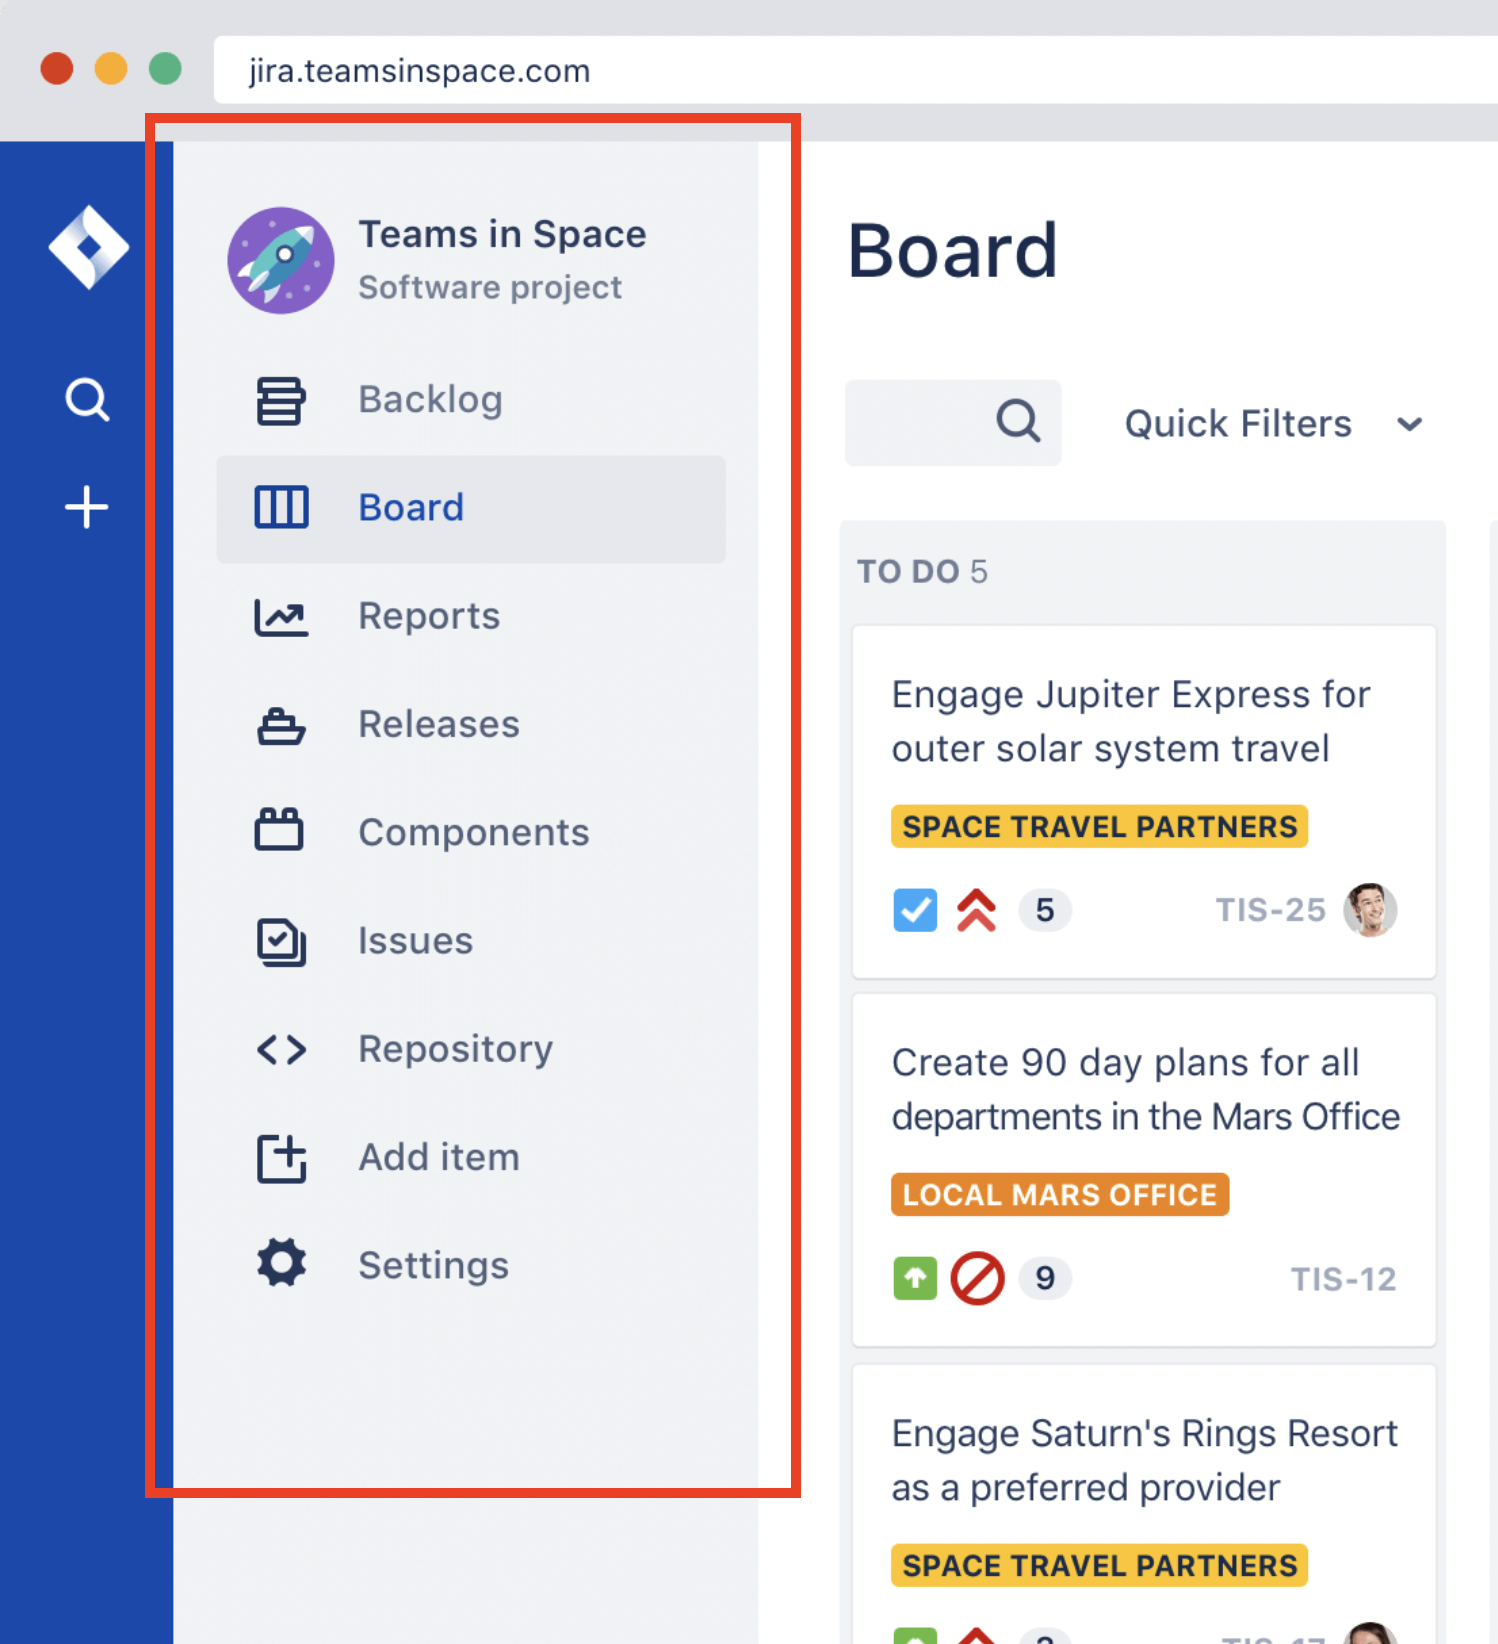 jira.teamsinspace.com
Teams in Space
Software project
Backlog
Board
Reports
Releases
Components
Issues
Repository
Add item
Settings
Board
Quick Filters
TO DO 5
Engage Jupiter Express for
outer solar system travel
SPACE TRAVEL PARTNERS
5 TIS-25
Create 90 day plans for all
departments in the Mars Office
LOCAL MARS OFFICE
9 TIS-12
Engage Saturn's Rings Resort
as a preferred provider
SPACE TRAVEL PARTNERS